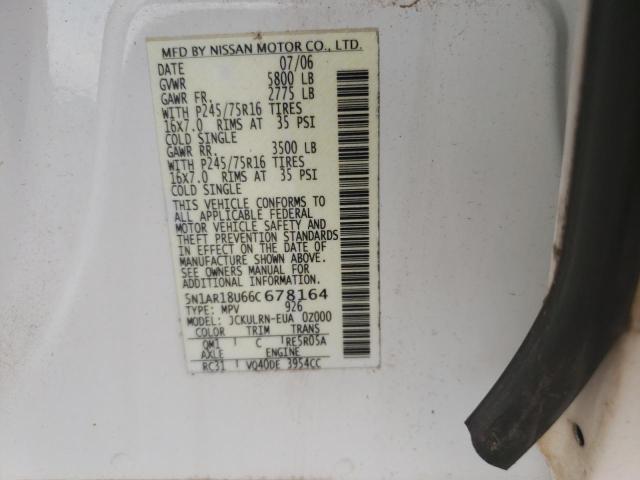 MFD BY NISSAN MOTOR CO., LTD.
DATE 07/06
GVWR 5800 LB
GAWR FR. 2775 LB
WITH P245/75R16 TIRES
16X7.0 RIMS AT 35 PSI
COLD SINGLE
GAWR RR. 3500 LB
WITH P245/75R16 TIRES
16X7.0 RIMS AT 35 PSI
COLD SINGLE
THIS VEHICLE CONFORMS TO
ALL APPLICABLE FEDERAL
MOTOR VEHICLE SAFETY AND
THEFT PREVENTION STANDARDS
IN EFFECT ON THE DATE OF
MANUFACTURE SHOWN ABOVE.
SEE OWNERS MANUAL FOR
ADDITIONAL INFORMATION
5N1AR18U66C678164
TYPE: MPV 926
MODEL: JCKULRN-EUA 0Z000
COLOR TRIM TRANS
QM1 C RE5R05A
AXLE ENGINE
RC31 VQ40DE 3954CC